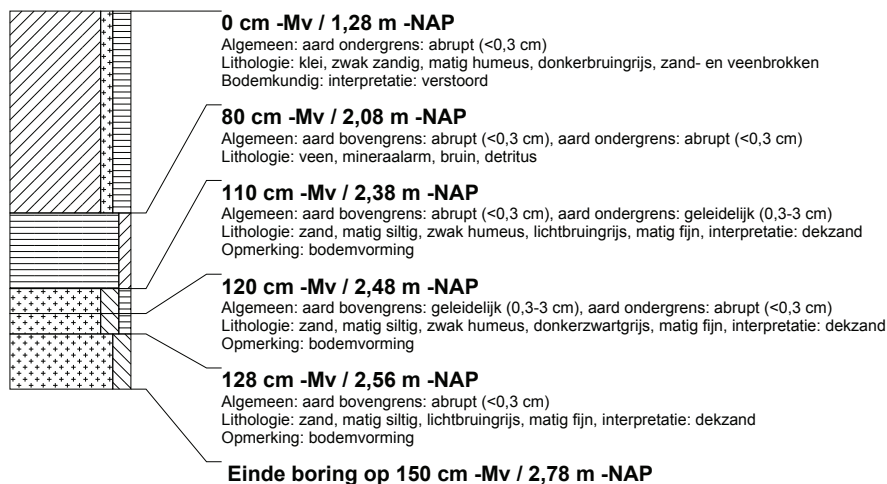 0 cm -Mv / 1,28 m -NAP
Algemeen: aard ondergrens: abrupt (<0,3 cm)
Lithologie: klei, zwak zandig, matig humeus, donkerbruingrijs, zand- en veenbrokken
Bodemkundig: interpretatie: verstoord
80 cm -Mv / 2,08 m -NAP
Algemeen: aard bovengrens: abrupt (<0,3 cm), aard ondergrens: abrupt (<0,3 cm)
Lithologie: veen, mineraalarm, bruin, detritus
110 cm -Mv / 2,38 m -NAP
Algemeen: aard bovengrens: abrupt (<0,3 cm), aard ondergrens: geleidelijk (0,3-3 cm)
Lithologie: zand, matig siltig, zwak humeus, lichtbruingrijs, matig fijn, interpretatie: dekzand
Opmerking: bodemvorming
120 cm -Mv / 2,48 m -NAP
Algemeen: aard bovengrens: geleidelijk (0,3-3 cm), aard ondergrens: abrupt (<0,3 cm)
Lithologie: zand, matig siltig, zwak humeus, donkerzwartgrijs, matig fijn, interpretatie: dekzand
Opmerking: bodemvorming
128 cm -Mv / 2,56 m -NAP
Algemeen: aard bovengrens: abrupt (<0,3 cm)
Lithologie: zand, matig siltig, lichtbruingrijs, matig fijn, interpretatie: dekzand
Opmerking: bodemvorming
Einde boring op 150 cm -Mv / 2,78 m -NAP